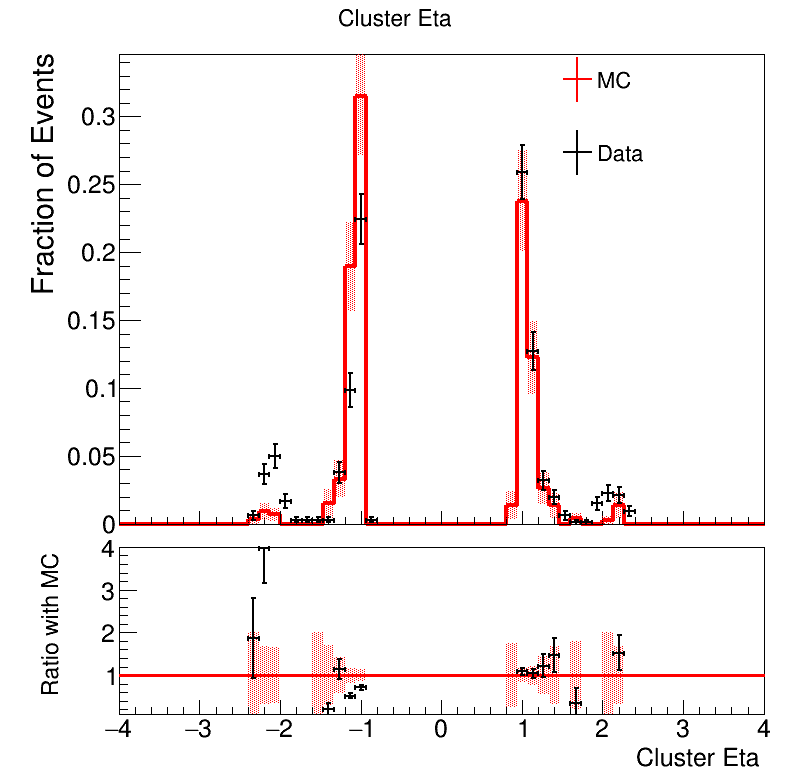 Cluster Eta
Fraction of Events
MC
Data
0.3
0.25
0.2
0.15
0.1
0.05
0
Ratio with MC
4
3
2
1
−4 −3 −2 −1 0 1 2 3 4
Cluster Eta